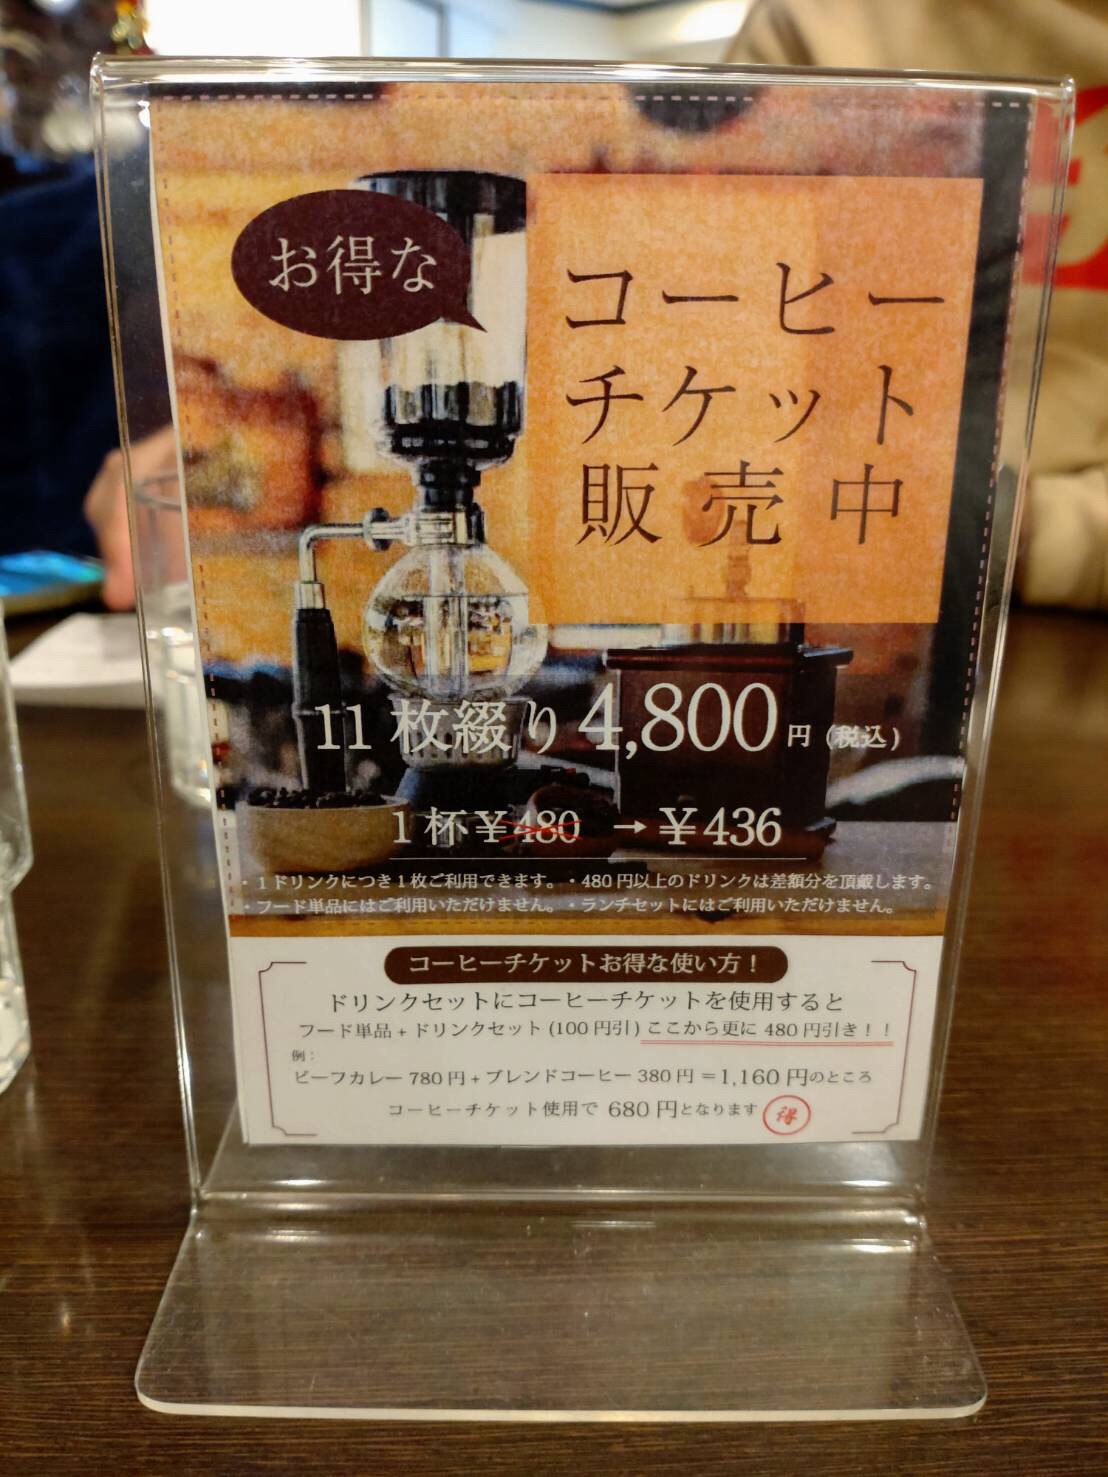 お得な
コーヒー
チケット
販売中
11枚綴り4,800円(税込)
1杯¥480 → ¥436
・1ドリンクにつき1枚ご利用できます。・480円以上のドリンクは差額分を頂戴します。
・フード単品にはご利用いただけません。・ランチセットにはご利用いただけません。
コーヒーチケットお得な使い方！
ドリンクセットにコーヒーチケットを使用すると
フード単品+ドリンクセット(100円引)ここから更に480円引き！！
例：
ビーフカレー780円+ブレンドコーヒー380円=1,160円のところ
コーヒーチケット使用で 680円となります 得